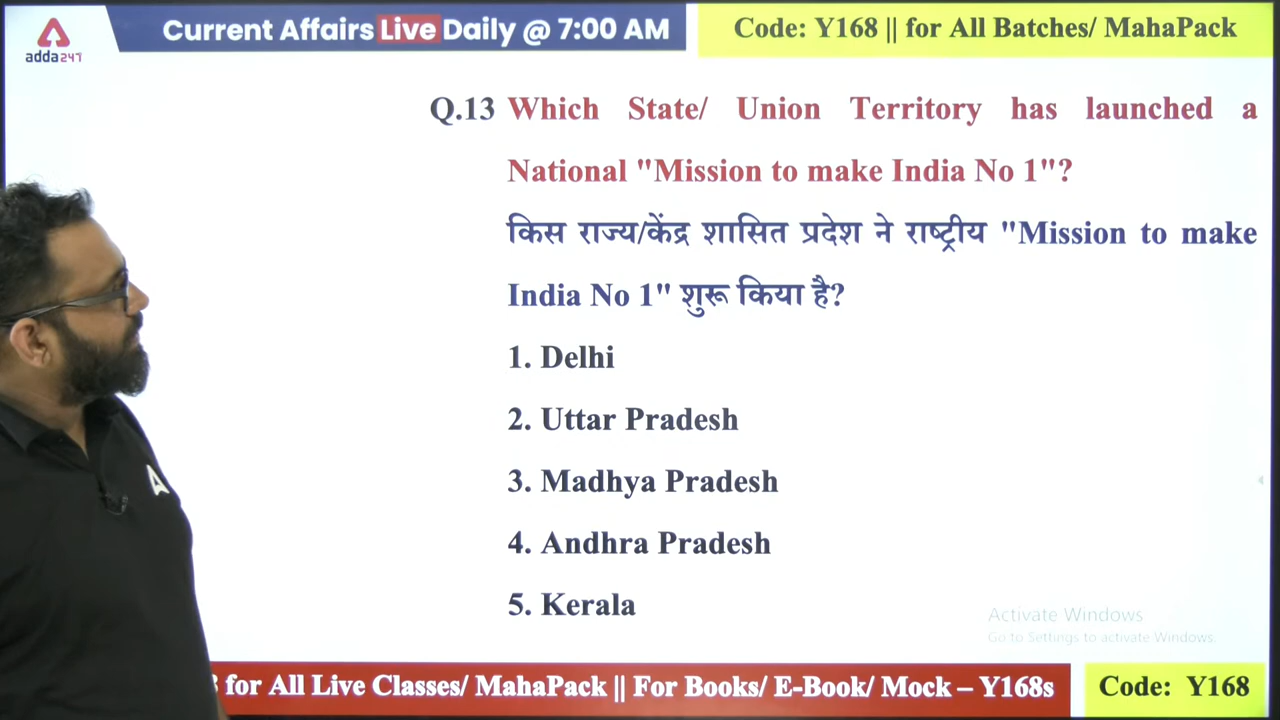 Current Affairs Live Daily @ 7:00 AM
Code: Y168 || for All Batches/ MahaPack
adda247
Q.13 Which State/ Union Territory has launched a
National "Mission to make India No 1"?
किस राज्य/केंद्र शासित प्रदेश ने राष्ट्रीय "Mission to make
India No 1" शुरू किया है?
1. Delhi
2. Uttar Pradesh
3. Madhya Pradesh
4. Andhra Pradesh
5. Kerala
Activate Windows
Go to Settings to activate Windows.
for All Live Classes/ MahaPack || For Books/ E-Book/ Mock – Y168s
Code: Y168